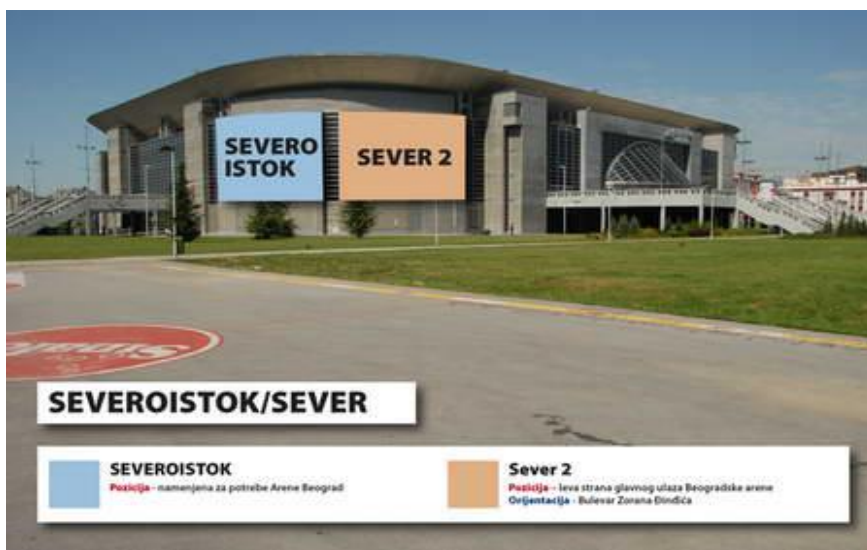 SEVERO
ISTOK
SEVER 2
SEVEROISTOK/SEVER
SEVEROISTOK
Pozicija - namenjena za potrebe Arene Beograd
Sever 2
Pozicija - leva strana glavnog ulaza Beogradske arene
Orijentacija - Bulevar Zorana Đinđića